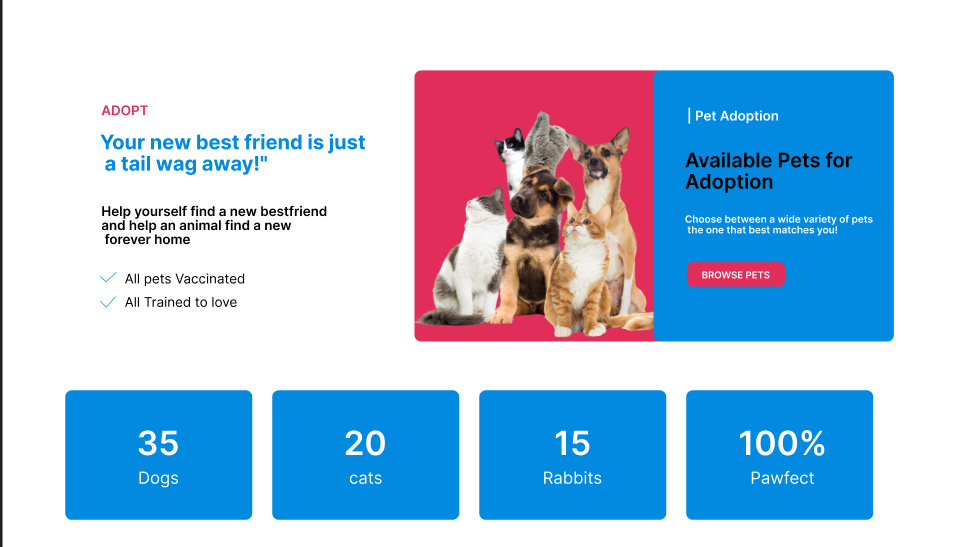 ADOPT
Your new best friend is just
a tail wag away!"
Help yourself find a new bestfriend
and help an animal find a new
forever home
All pets Vaccinated
All Trained to love
| Pet Adoption
Available Pets for
Adoption
Choose between a wide variety of pets
the one that best matches you!
BROWSE PETS
35
Dogs
20
cats
15
Rabbits
100%
Pawfect